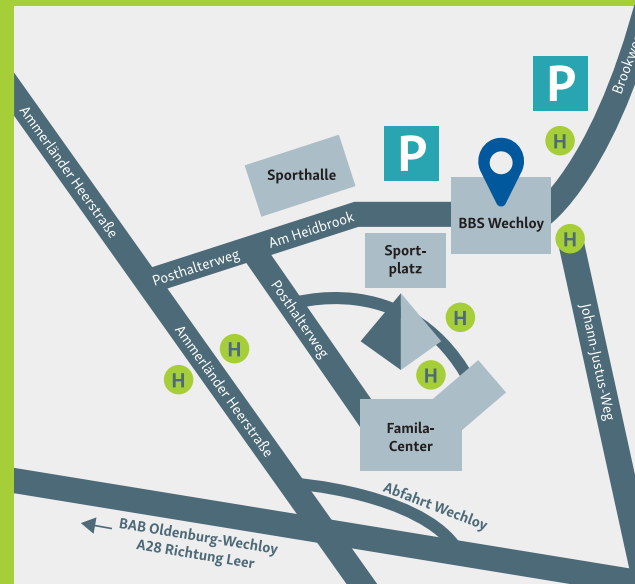 Brookweg
P
P
H
Ammerländer Heerstraße
Sporthalle
BBS Wechloy
Am Heidbrook
H
Sport-
platz
Posthalterweg
Posthalterweg
H
Johann-Justus-Weg
Ammerländer Heerstraße
H
H
H
Famila-
Center
Abfahrt Wechloy
BAB Oldenburg-Wechloy
A28 Richtung Leer